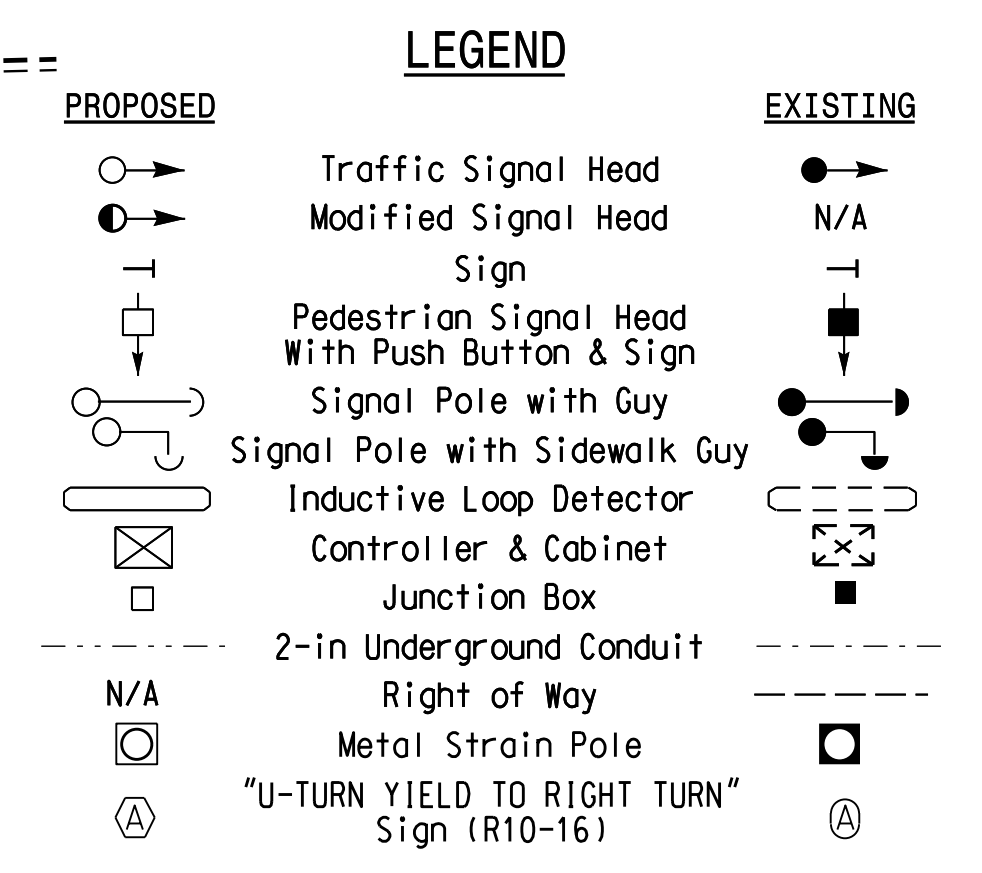 LEGEND
PROPOSED EXISTING
Traffic Signal Head
Modified Signal Head N/A
Sign
Pedestrian Signal Head
With Push Button & Sign
Signal Pole with Guy
Signal Pole with Sidewalk Guy
Inductive Loop Detector
Controller & Cabinet
Junction Box
2-in Underground Conduit
N/A Right of Way
Metal Strain Pole
"U-TURN YIELD TO RIGHT TURN"
A Sign (R10-16) A